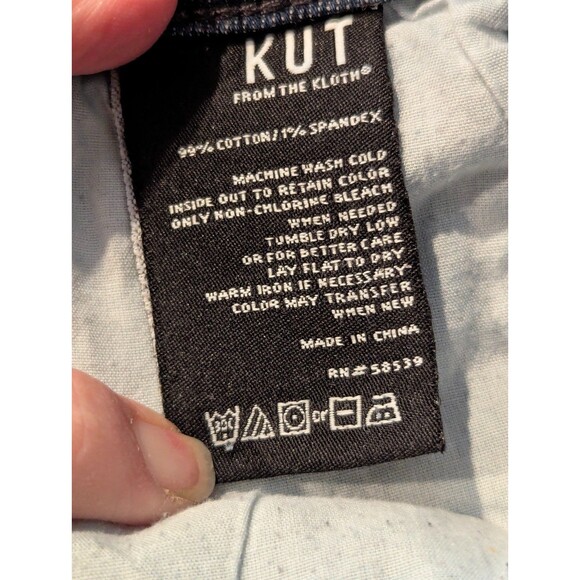 KUT
FROM THE KLOTH®
99% COTTON/1% SPANDEX
MACHINE WASH COLD
INSIDE OUT TO RETAIN COLOR
ONLY NON-CHLORINE BLEACH
WHEN NEEDED
TUMBLE DRY LOW
OR FOR BETTER CARE
LAY FLAT TO DRY
WARM IRON IF NECESSARY-
COLOR MAY TRANSFER
WHEN NEW
MADE IN CHINA
RN# 58539
30C or